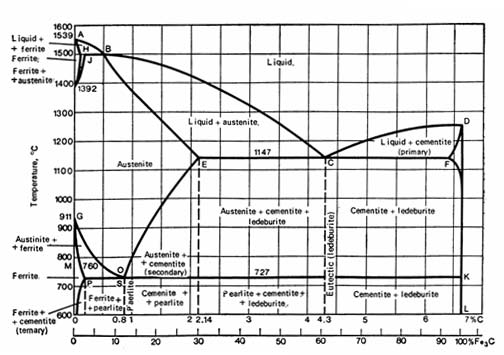 1600
1539
A
Liquid +
+ ferrite
H
B
1500
J
Ferrite
Ferrite +
+ austenite
1392
1400
Liquid,
Liquid + austenite,
1300
D
1200
Liquid + cementite
(primary)
1147
Austenite
E
C
F
1100
Temperature, °C
1000
911
G
900
Austenite + cementite +
ledeburite
Cementite + ledeburite
Austinite +
+ ferrite
800
Austenite +
+ cementite
(secondary)
M
760
O
727
Ferrite
P
S
K
700
Ferrite +
+ pearlite
Paerlite
Cemenite +
+ pearlite
Pearlite + cementite +
+ ledeburite,
Eutectic (ledeburite)
Cementite + ledeburite
Ferrite +
+ cementite
(ternary)
L
600
0
0.8
1
2
2.14
3
4
4.3
5
6
7%C
0
10
20
30
40
50
60
70
80
90
100%Fe3C